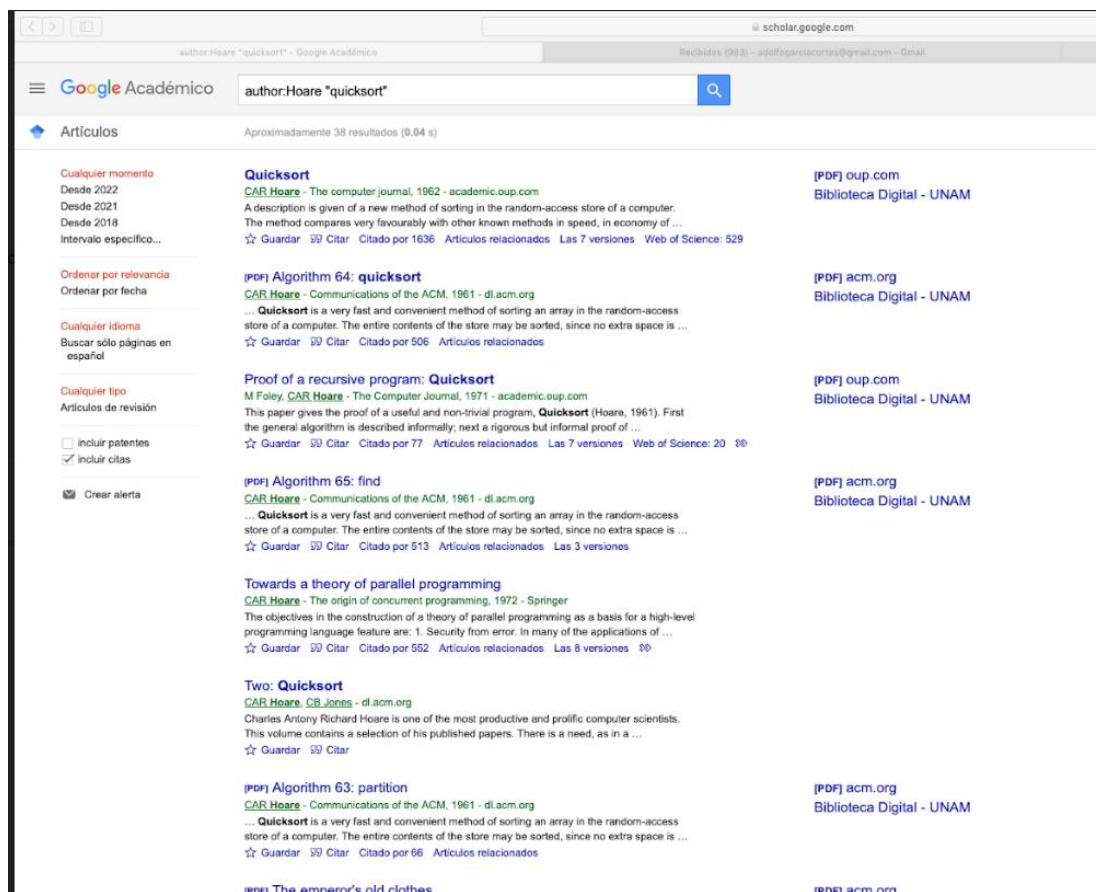 scholar.google.com
author:Hoare "quicksort" - Google Académico
Recibidos (983) - adolfogarciacortes@gmail.com - Gmail
Google Académico
author:Hoare "quicksort"
Artículos
Aproximadamente 38 resultados (0.04 s)
Cualquier momento
Desde 2022
Desde 2021
Desde 2018
Intervalo específico...
Ordenar por relevancia
Ordenar por fecha
Cualquier idioma
Buscar sólo páginas en
español
Cualquier tipo
Artículos de revisión
incluir patentes
incluir citas
Crear alerta
Quicksort
CAR Hoare - The computer journal, 1962 - academic.oup.com
A description is given of a new method of sorting in the random-access store of a computer.
The method compares very favourably with other known methods in speed, in economy of ...
Guardar Citar Citado por 1636 Artículos relacionados Las 7 versiones Web of Science: 529
[PDF] oup.com
Biblioteca Digital - UNAM
[PDF] Algorithm 64: quicksort
CAR Hoare - Communications of the ACM, 1961 - dl.acm.org
... Quicksort is a very fast and convenient method of sorting an array in the random-access
store of a computer. The entire contents of the store may be sorted, since no extra space is ...
Guardar Citar Citado por 506 Artículos relacionados
[PDF] acm.org
Biblioteca Digital - UNAM
Proof of a recursive program: Quicksort
M Foley, CAR Hoare - The Computer Journal, 1971 - academic.oup.com
This paper gives the proof of a useful and non-trivial program, Quicksort (Hoare, 1961). First
the general algorithm is described informally; next a rigorous but informal proof of ...
Guardar Citar Citado por 77 Artículos relacionados Las 7 versiones Web of Science: 20
[PDF] oup.com
Biblioteca Digital - UNAM
[PDF] Algorithm 65: find
CAR Hoare - Communications of the ACM, 1961 - dl.acm.org
... Quicksort is a very fast and convenient method of sorting an array in the random-access
store of a computer. The entire contents of the store may be sorted, since no extra space is ...
Guardar Citar Citado por 513 Artículos relacionados Las 3 versiones
[PDF] acm.org
Biblioteca Digital - UNAM
Towards a theory of parallel programming
CAR Hoare - The origin of concurrent programming, 1972 - Springer
The objectives in the construction of a theory of parallel programming as a basis for a high-level
programming language feature are: 1. Security from error. In many of the applications of ...
Guardar Citar Citado por 552 Artículos relacionados Las 8 versiones
Two: Quicksort
CAR Hoare, CB Jones - dl.acm.org
Charles Antony Richard Hoare is one of the most productive and prolific computer scientists.
This volume contains a selection of his published papers. There is a need, as in a ...
Guardar Citar
[PDF] Algorithm 63: partition
CAR Hoare - Communications of the ACM, 1961 - dl.acm.org
... Quicksort is a very fast and convenient method of sorting an array in the random-access
store of a computer. The entire contents of the store may be sorted, since no extra space is ...
Guardar Citar Citado por 66 Artículos relacionados
[PDF] acm.org
Biblioteca Digital - UNAM
[PDF] The emperor's old clothes
[PDF] acm.org